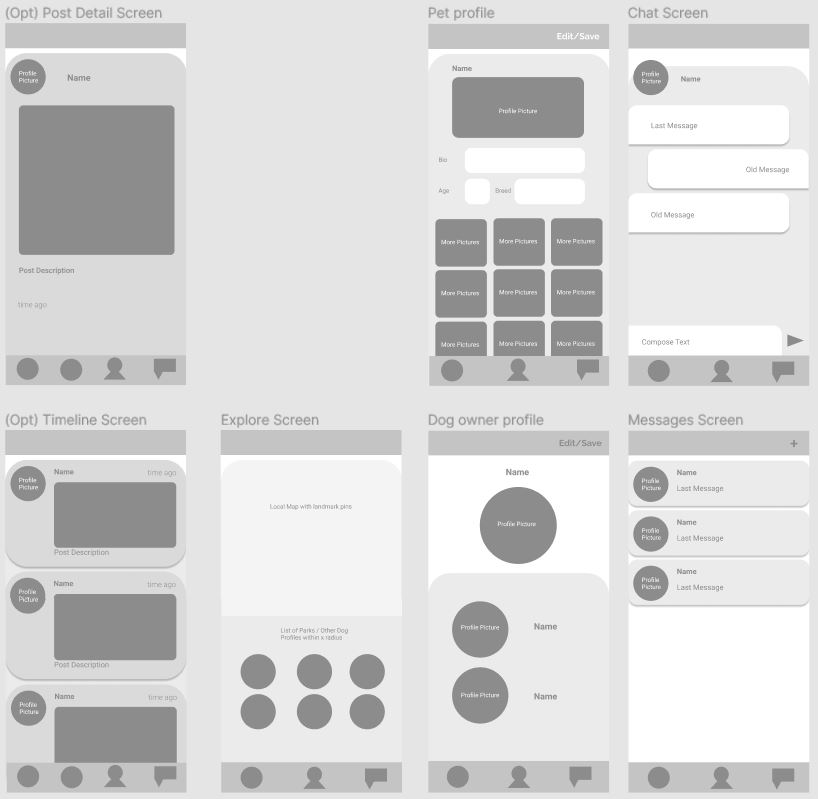 (Opt) Post Detail Screen
Profile
Picture
Name
Post Description
time ago
Pet profile
Edit/Save
Name
Profile Picture
Bio
Age
Breed
More Pictures
More Pictures
More Pictures
More Pictures
More Pictures
More Pictures
More Pictures
More Pictures
More Pictures
Chat Screen
Profile
Picture
Name
Last Message
Old Message
Old Message
Compose Text
(Opt) Timeline Screen
Profile
Picture
Name
time ago
Post Description
Profile
Picture
Name
time ago
Post Description
Profile
Picture
Name
time ago
Explore Screen
Local Map with landmark pins
List of Parks / Other Dog
Profiles within x radius
Dog owner profile
Edit/Save
Name
Profile Picture
Profile Picture
Name
Profile Picture
Name
Messages Screen
+
Profile
Picture
Name
Last Message
Profile
Picture
Name
Last Message
Profile
Picture
Name
Last Message